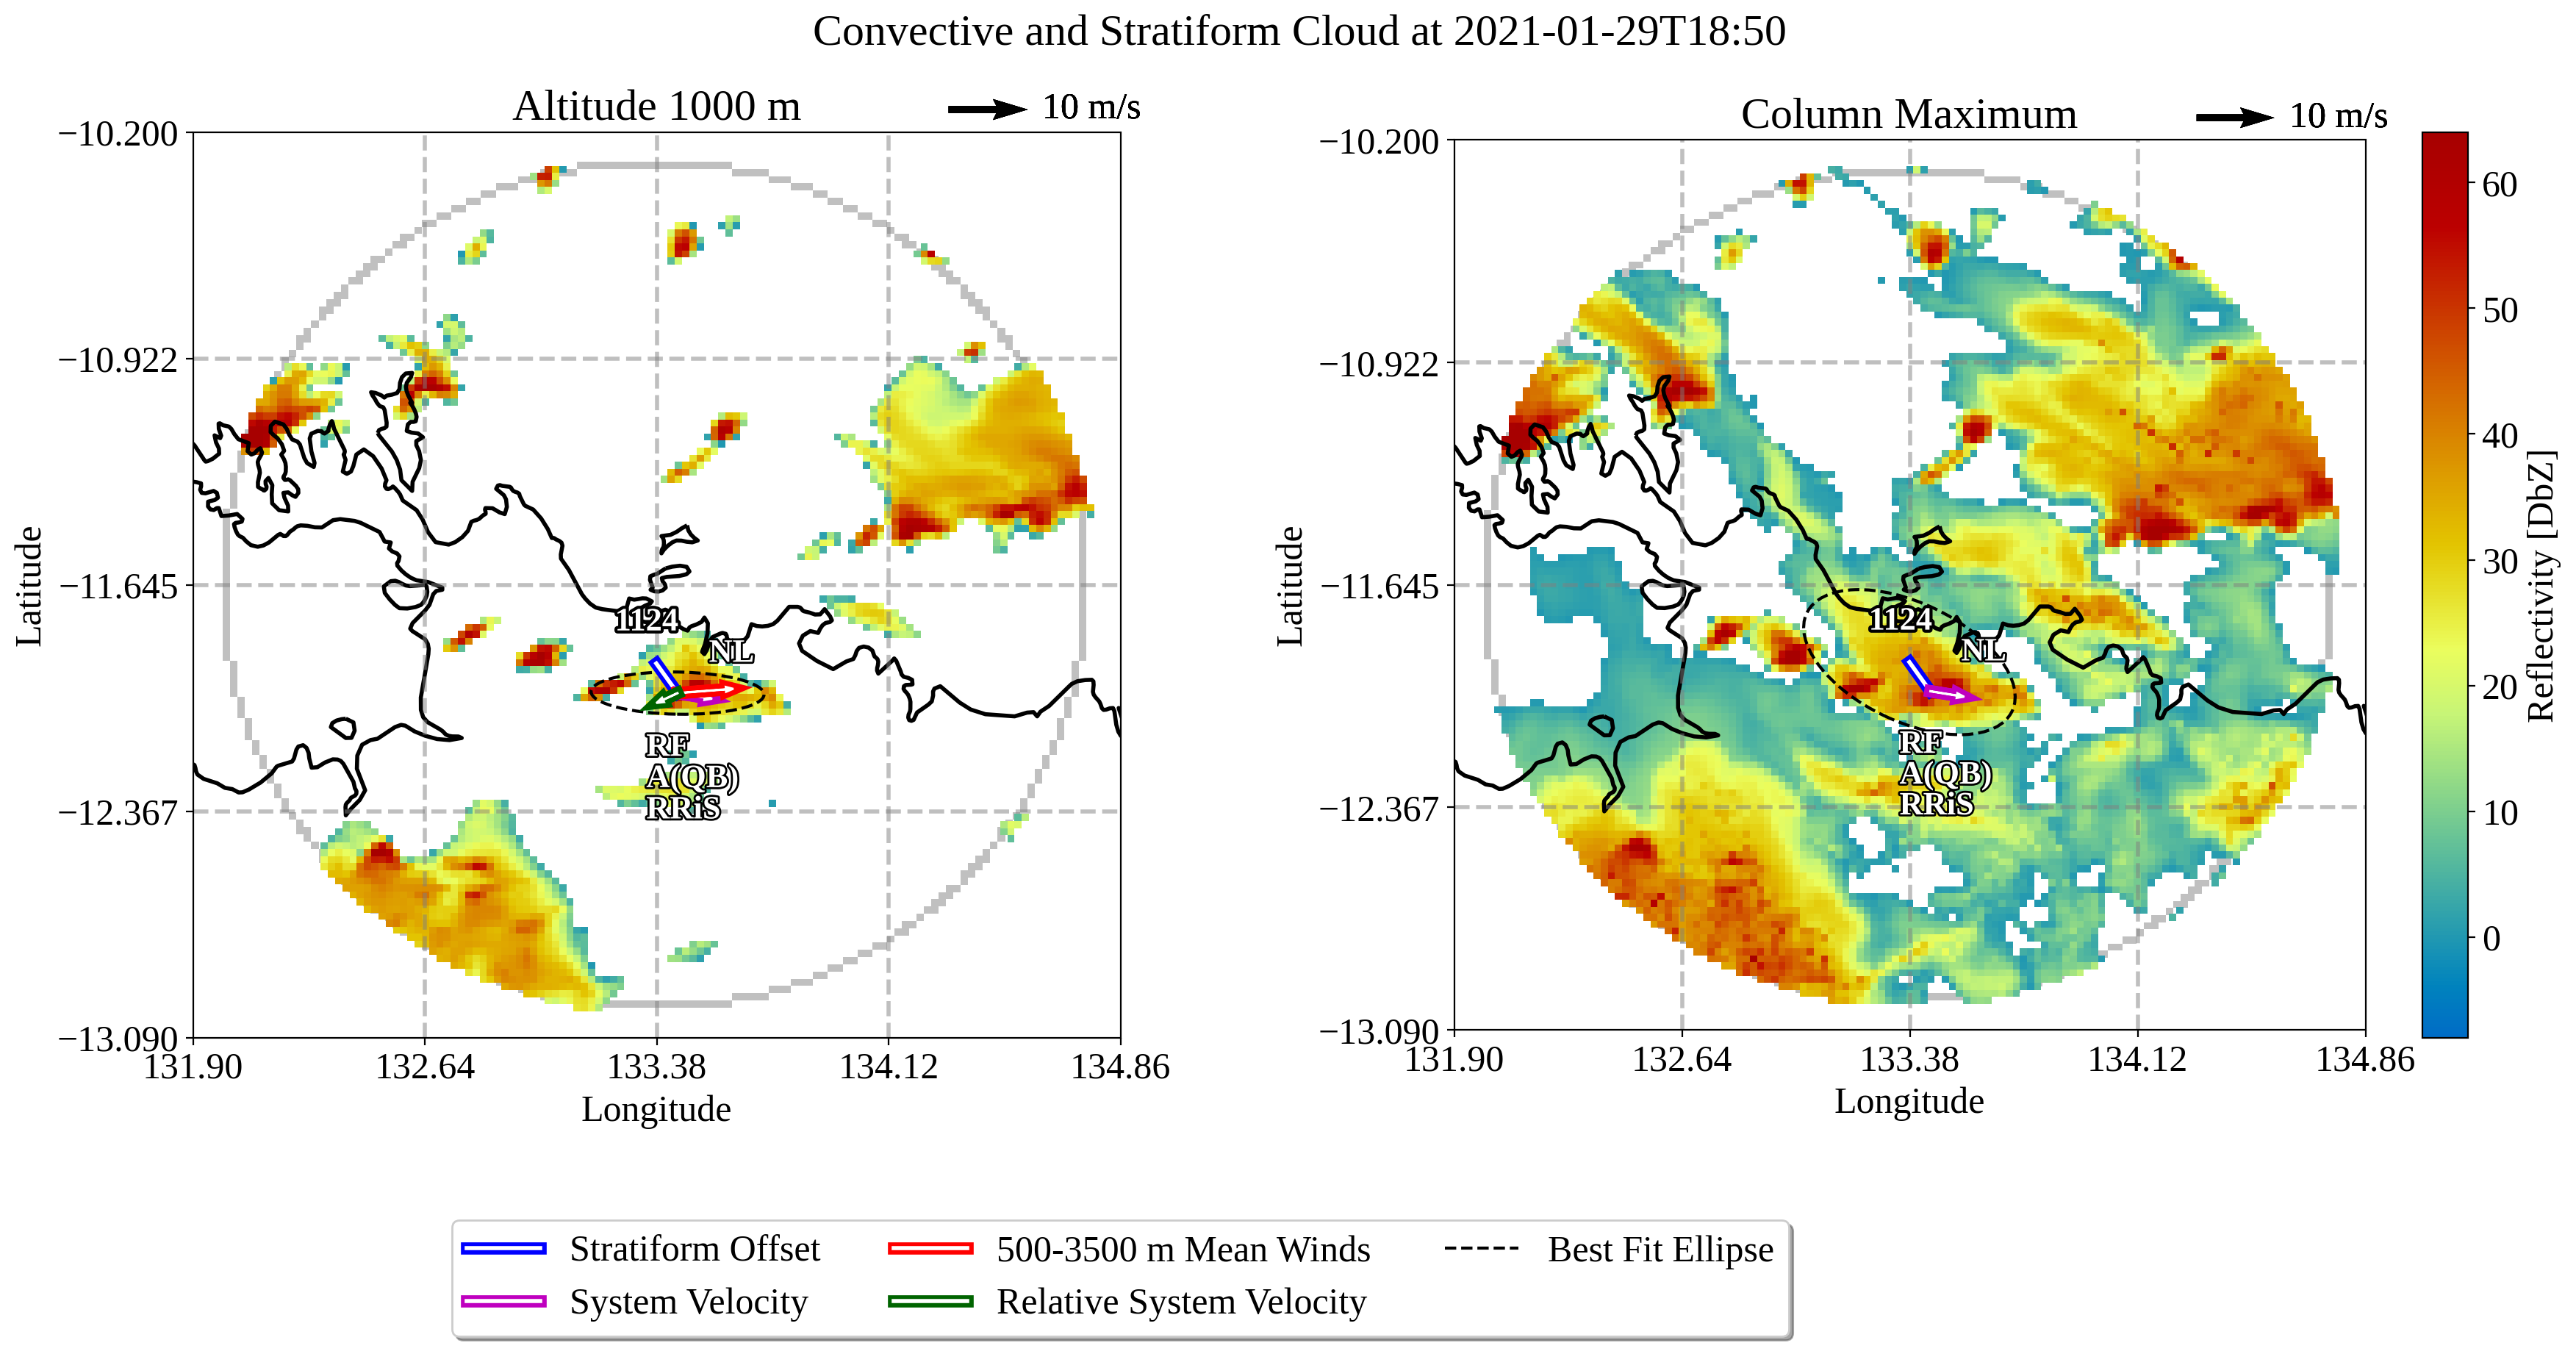 Convective and Stratiform Cloud at 2021-01-29T18:50
Altitude 1000 m
10 m/s
−10.200
−10.922
−11.645
−12.367
−13.090
131.90
132.64
133.38
134.12
134.86
Latitude
Longitude
1124
NL
RF
A(QB)
RRiS
Column Maximum
10 m/s
−10.200
−10.922
−11.645
−12.367
−13.090
131.90
132.64
133.38
134.12
134.86
Latitude
Longitude
1124
NL
RF
A(QB)
RRiS
60
50
40
30
20
10
0
Reflectivity [DbZ]
Stratiform Offset
500-3500 m Mean Winds
Best Fit Ellipse
System Velocity
Relative System Velocity